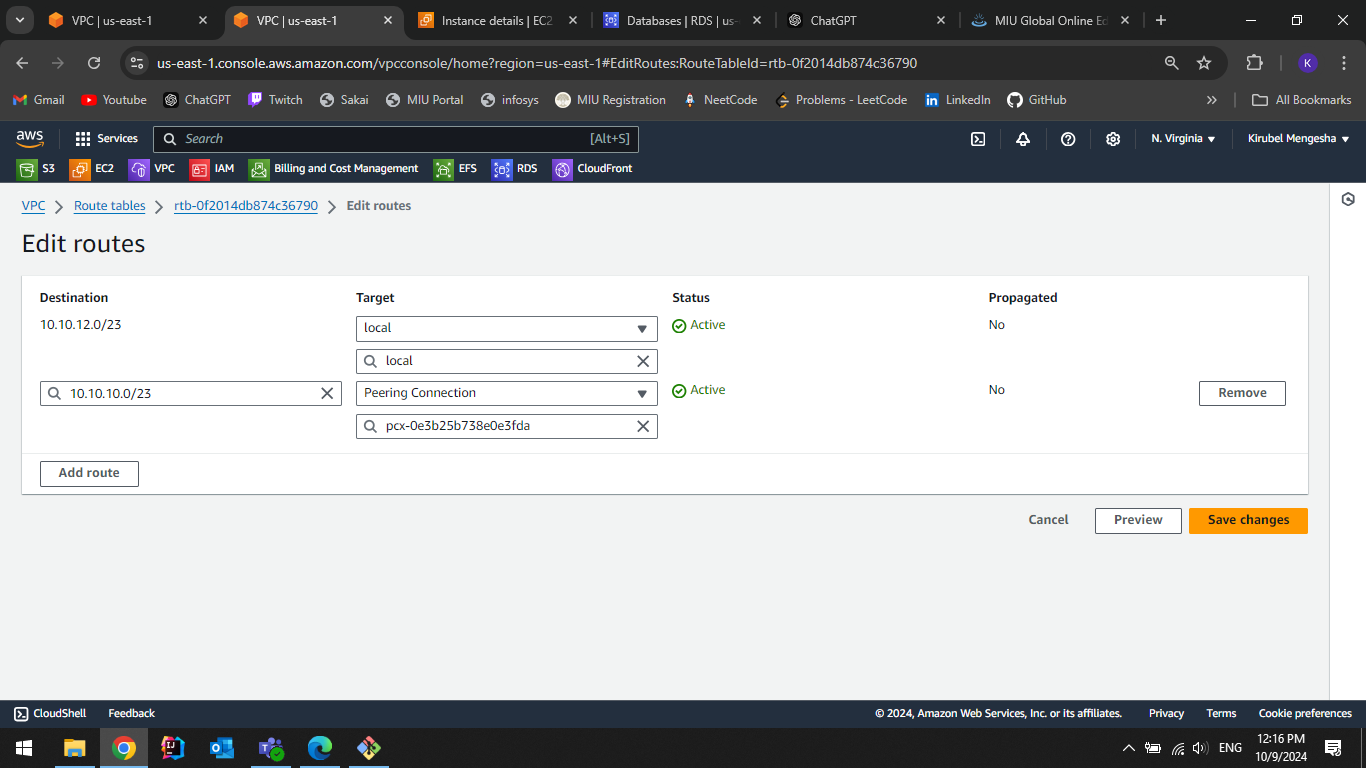 VPC | us-east-1
VPC | us-east-1
Instance details | EC2
Databases | RDS | us-
ChatGPT
MIU Global Online Ed
us-east-1.console.aws.amazon.com/vpcconsole/home?region=us-east-1#EditRoutes:RouteTableId=rtb-0f2014db874c36790
K
Gmail Youtube ChatGPT Twitch Sakai MIU Portal infosys MIU Registration NeetCode Problems - LeetCode LinkedIn GitHub » All Bookmarks
aws Services Search [Alt+S] N. Virginia Kirubel Mengesha
S3 EC2 VPC IAM Billing and Cost Management EFS RDS CloudFront
VPC Route tables rtb-0f2014db874c36790 Edit routes
Edit routes
Destination Target Status Propagated
10.10.12.0/23 local Active No
local
10.10.10.0/23 Peering Connection Active No Remove
pcx-0e3b25b738e0e3fda
Add route
Cancel Preview Save changes
CloudShell Feedback © 2024, Amazon Web Services, Inc. or its affiliates. Privacy Terms Cookie preferences
ENG 12:16 PM
10/9/2024